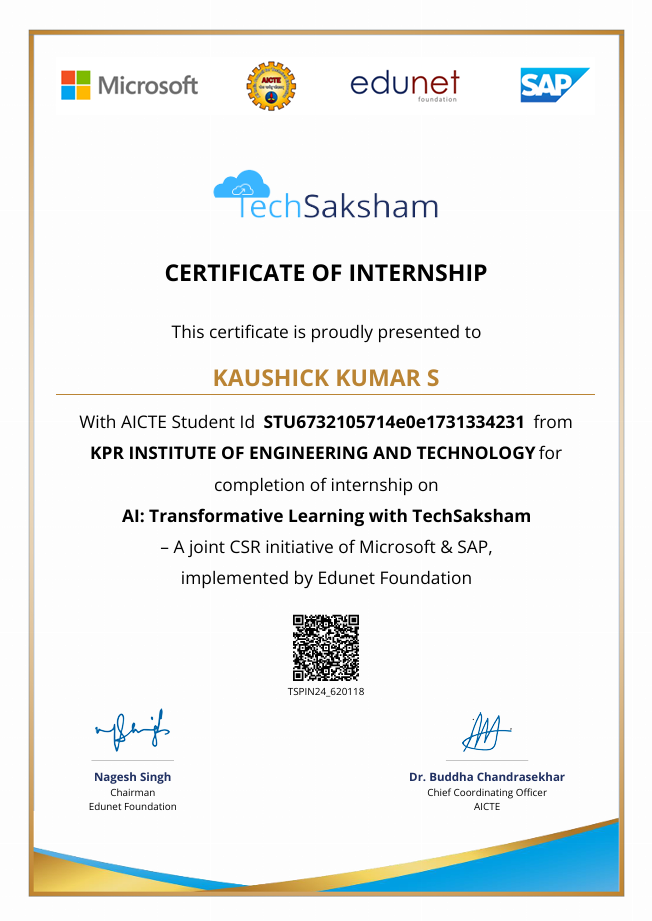 Microsoft
AICTE
edunet
foundation
SAP
TechSaksham
CERTIFICATE OF INTERNSHIP
This certificate is proudly presented to
KAUSHICK KUMAR S
With AICTE Student Id STU6732105714e0e1731334231 from
KPR INSTITUTE OF ENGINEERING AND TECHNOLOGY for
completion of internship on
AI: Transformative Learning with TechSaksham
– A joint CSR initiative of Microsoft & SAP,
implemented by Edunet Foundation
TSPIN24_620118
Nagesh Singh
Chairman
Edunet Foundation
Dr. Buddha Chandrasekhar
Chief Coordinating Officer
AICTE